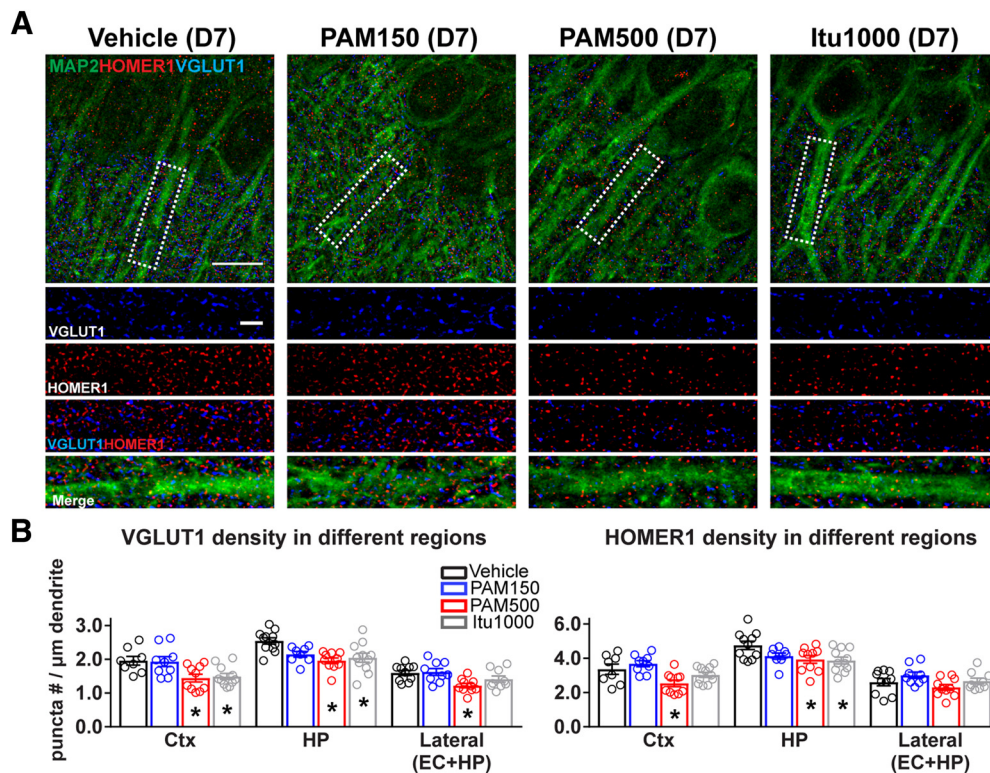 A
Vehicle (D7) PAM150 (D7) PAM500 (D7) Itu1000 (D7)
MAP2HOMER1VGLUT1
VGLUT1
HOMER1
VGLUT1HOMER1
Merge
B
VGLUT1 density in different regions
HOMER1 density in different regions
Vehicle
PAM150
PAM500
Itu1000
puncta # / µm dendrite
3.0
2.0
1.0
0.0
* * * * *
Ctx HP Lateral
(EC+HP)
6.0
4.0
2.0
0.0
* * *
Ctx HP Lateral
(EC+HP)